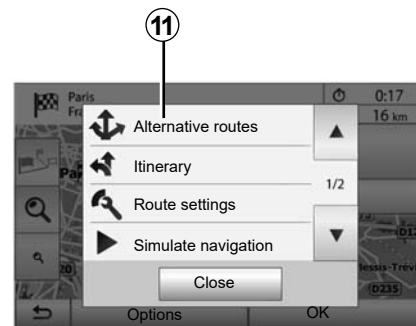 11
Paris
Fra
0:17
16 km
Alternative routes
Itinerary
1/2
Route settings
Simulate navigation
Close
D235
Options
OK